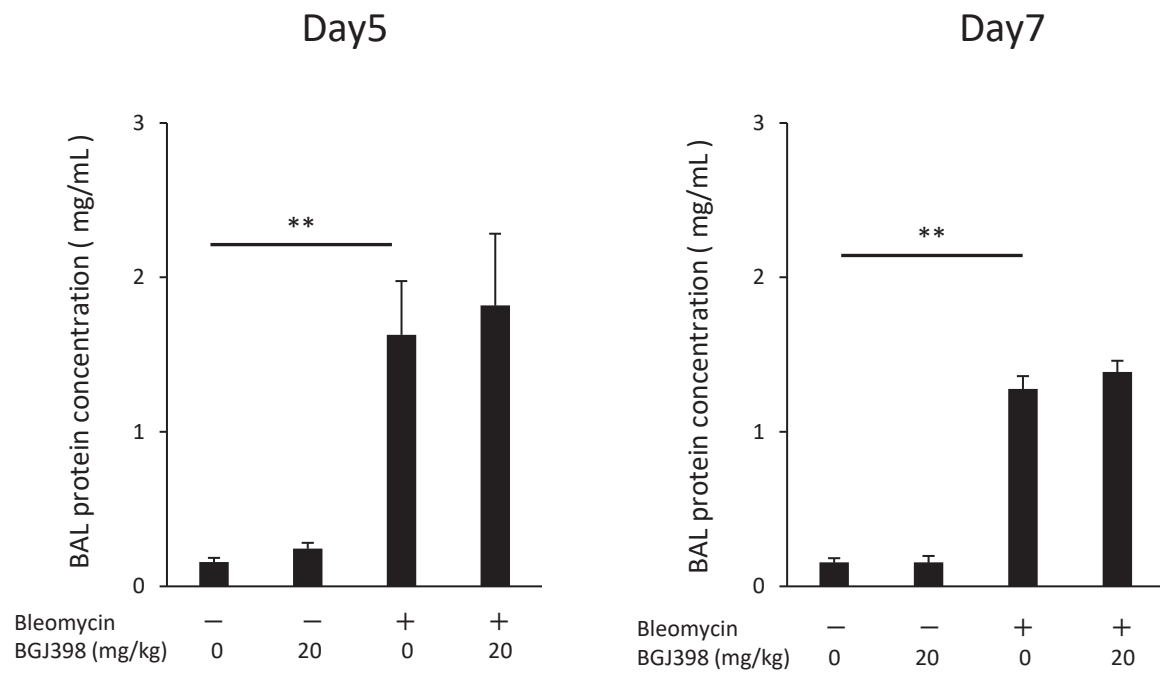 Day5
BAL protein concentration ( mg/mL )
3
2
1
0
**
Bleomycin − − + +
BGJ398 (mg/kg) 0 20 0 20
Day7
BAL protein concentration ( mg/mL )
3
2
1
0
**
Bleomycin − − + +
BGJ398 (mg/kg) 0 20 0 20